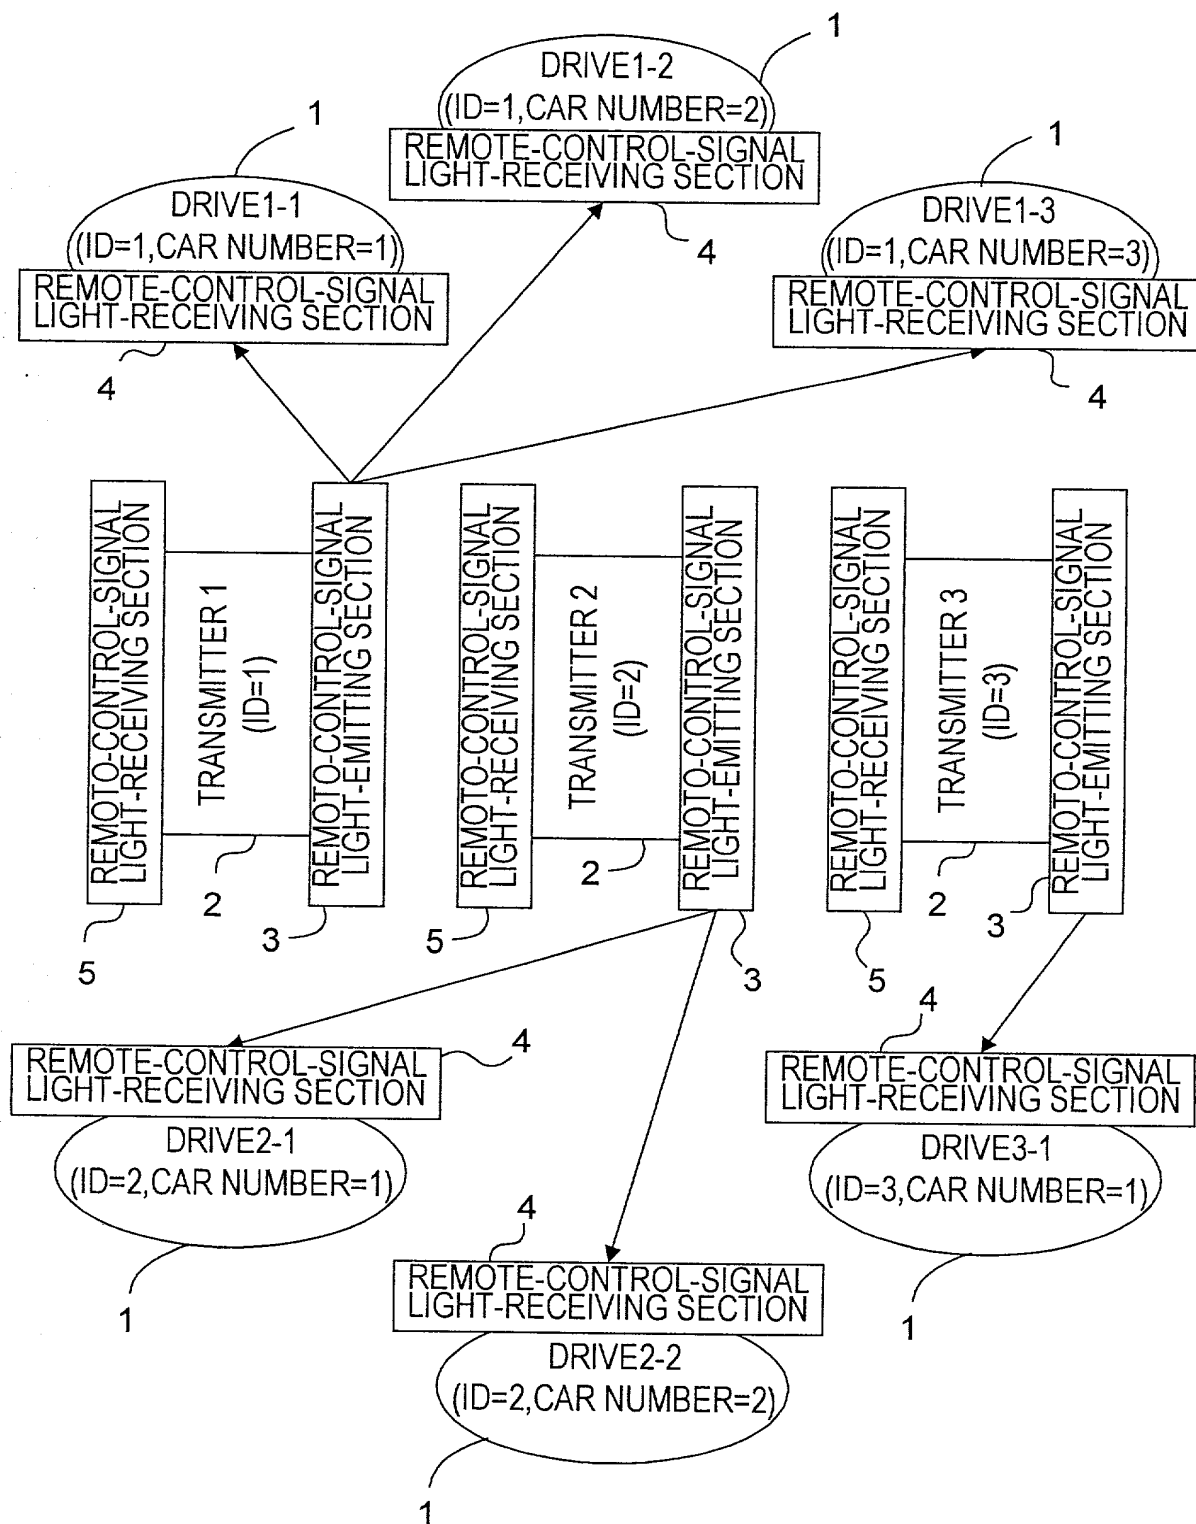 1
DRIVE1-2
(ID=1,CAR NUMBER=2)
REMOTE-CONTROL-SIGNAL
LIGHT-RECEIVING SECTION
4
1
DRIVE1-1
(ID=1,CAR NUMBER=1)
REMOTE-CONTROL-SIGNAL
LIGHT-RECEIVING SECTION
4
1
DRIVE1-3
(ID=1,CAR NUMBER=3)
REMOTE-CONTROL-SIGNAL
LIGHT-RECEIVING SECTION
4
REMOTO-CONTROL-SIGNAL
LIGHT-RECEIVING SECTION
5
TRANSMITTER 1
(ID=1)
2
REMOTO-CONTROL-SIGNAL
LIGHT-EMITTING SECTION
3
REMOTO-CONTROL-SIGNAL
LIGHT-RECEIVING SECTION
5
TRANSMITTER 2
(ID=2)
2
REMOTO-CONTROL-SIGNAL
LIGHT-EMITTING SECTION
3
REMOTO-CONTROL-SIGNAL
LIGHT-RECEIVING SECTION
5
TRANSMITTER 3
(ID=3)
2
REMOTO-CONTROL-SIGNAL
LIGHT-EMITTING SECTION
3
REMOTE-CONTROL-SIGNAL
LIGHT-RECEIVING SECTION
4
DRIVE2-1
(ID=2,CAR NUMBER=1)
1
4
REMOTE-CONTROL-SIGNAL
LIGHT-RECEIVING SECTION
DRIVE3-1
(ID=3,CAR NUMBER=1)
1
4
REMOTE-CONTROL-SIGNAL
LIGHT-RECEIVING SECTION
DRIVE2-2
(ID=2,CAR NUMBER=2)
1